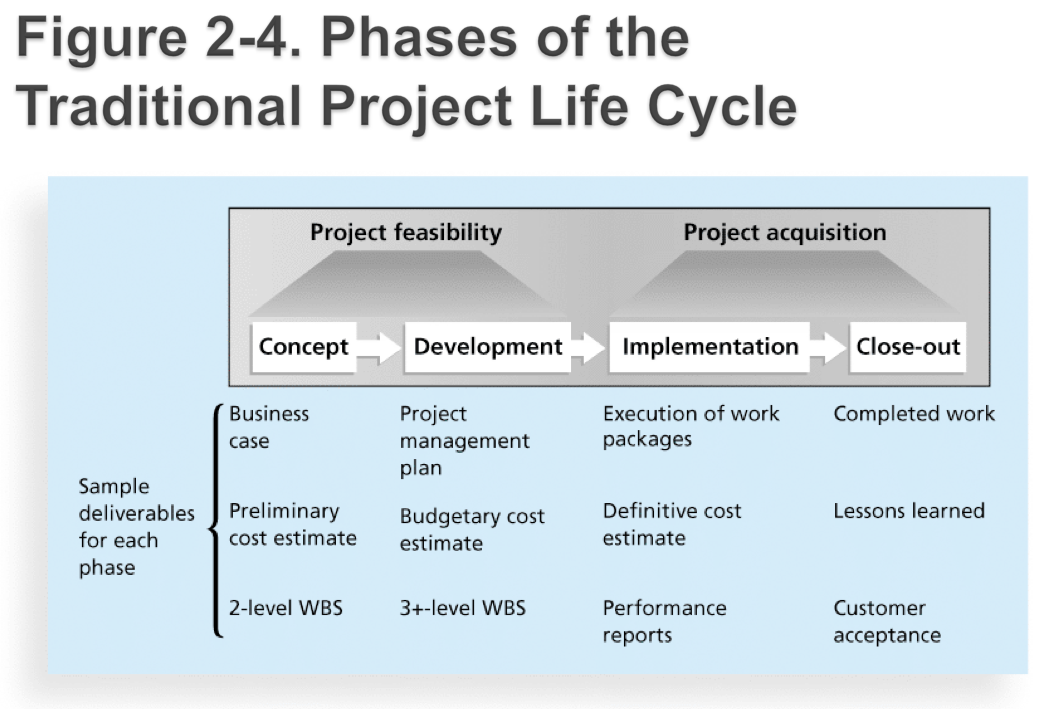 Figure 2-4. Phases of the
Traditional Project Life Cycle
Project feasibility
Project acquisition
Concept
Development
Implementation
Close-out
Sample
deliverables
for each
phase
Business
case
Project
management
plan
Execution of work
packages
Completed work
Preliminary
cost estimate
Budgetary cost
estimate
Definitive cost
estimate
Lessons learned
2-level WBS
3+-level WBS
Performance
reports
Customer
acceptance